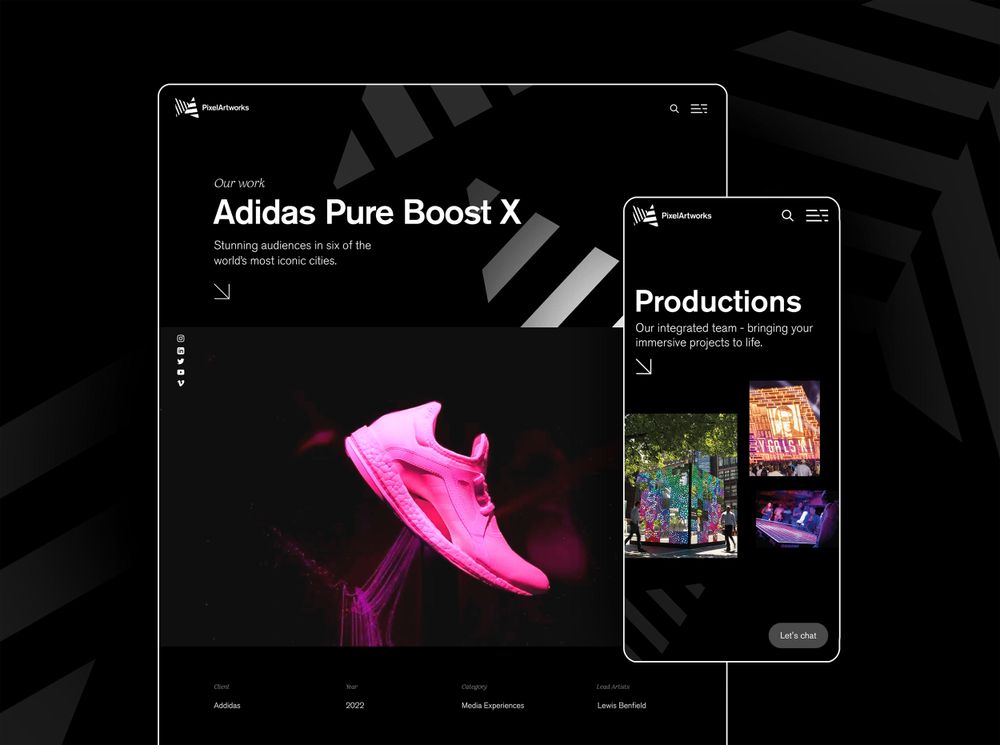 PixelArtworks
Our work
Adidas Pure Boost X
Stunning audiences in six of the
world's most iconic cities.
Client
Addidas
Year
2022
Category
Media Experiences
Lead Artists
Lewis Benfield
PixelArtworks
Productions
Our integrated team - bringing your
immersive projects to life.
Let's chat